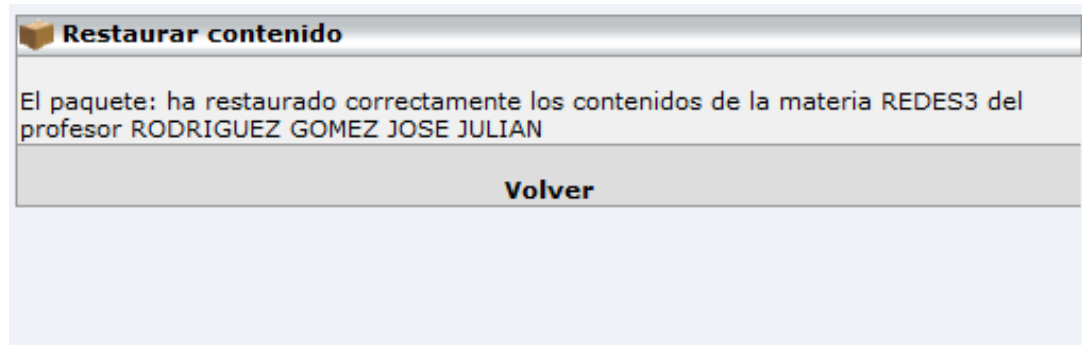 Restaurar contenido
El paquete: ha restaurado correctamente los contenidos de la materia REDES3 del
profesor RODRIGUEZ GOMEZ JOSE JULIAN
Volver